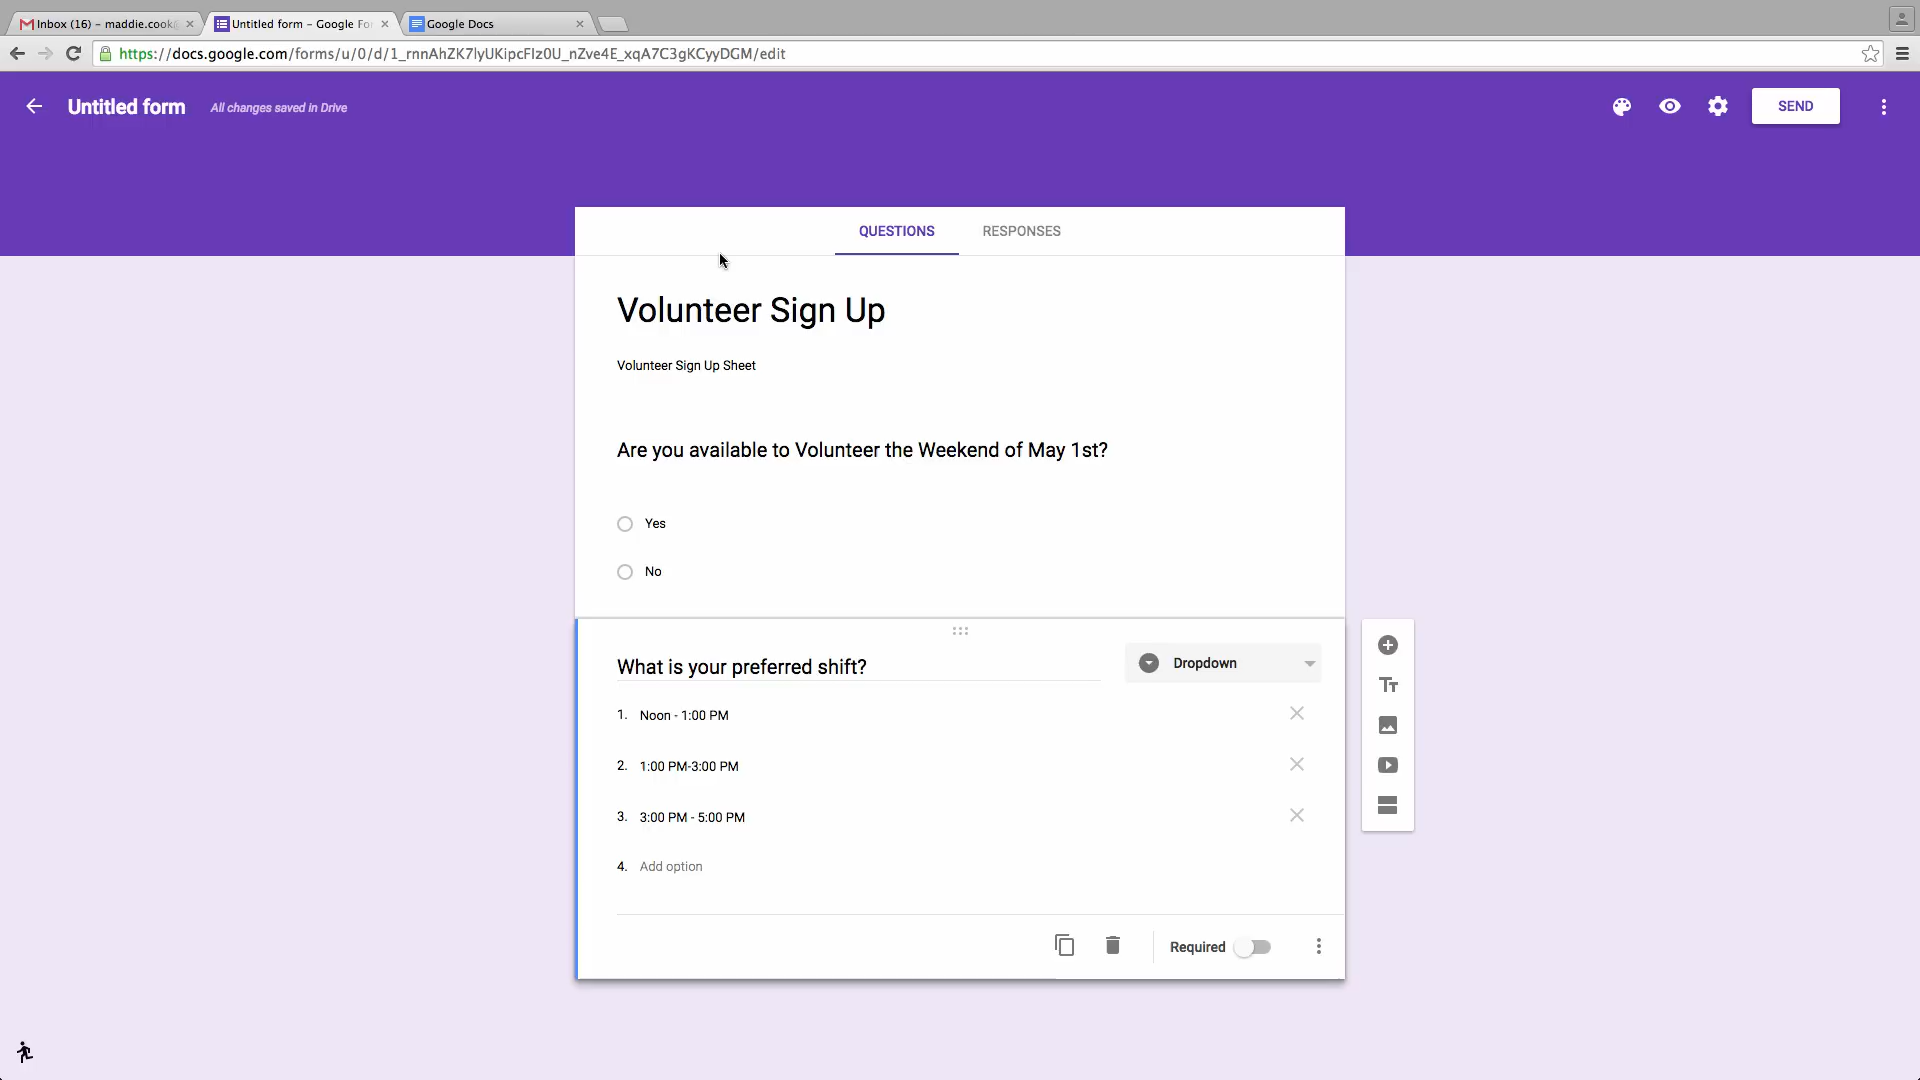 Inbox (16) – maddie.cook@
Untitled form – Google Fo
Google Docs
https://docs.google.com/forms/u/0/d/1_rnnAhZK7lyUKipcFIz0U_nZve4E_xqA7C3gKCyyDGM/edit
Untitled form
All changes saved in Drive
SEND
QUESTIONS
RESPONSES
Volunteer Sign Up
Volunteer Sign Up Sheet
Are you available to Volunteer the Weekend of May 1st?
Yes
No
What is your preferred shift?
Dropdown
1. Noon - 1:00 PM
2. 1:00 PM-3:00 PM
3. 3:00 PM - 5:00 PM
4. Add option
Required